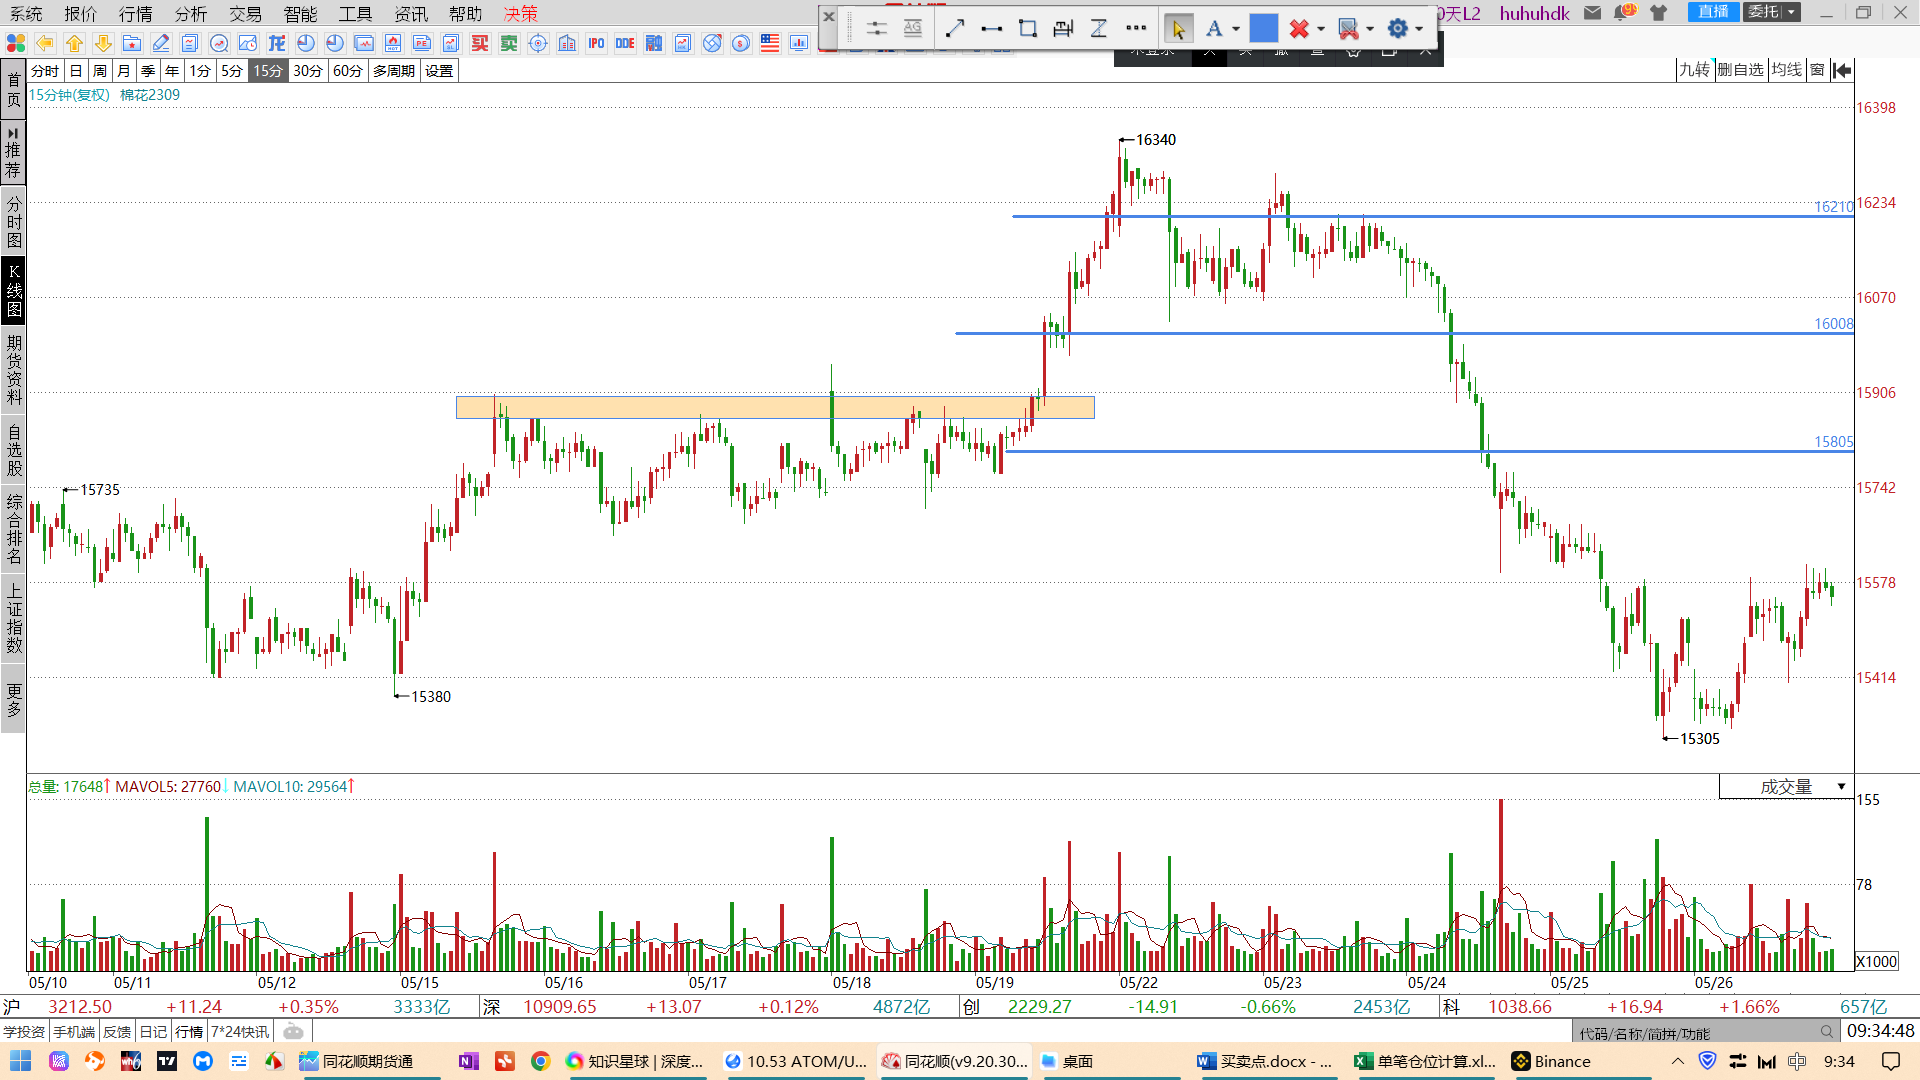 系统 报价 行情 分析 交易 智能 工具 资讯 帮助 决策
0天L2 huhuhdk 9+ 直播 委托
龙 PE 买 卖 IPO DDE 融
AG A
分时 日 周 月 季 年 1分 5分 15分 30分 60分 多周期 设置
九转 删自选 均线 窗
首页
推荐
分时图
K线图
期货资料
自选股
综合排名
上证指数
更多
15分钟(复权) 棉花2309
16398
16340
16210
16234
16070
16008
15906
15805
15735
15742
15578
15380
15414
15305
总量: 17648↑ MAVOL5: 27760↓ MAVOL10: 29564↑
成交量
155
78
X1000
05/10 05/11 05/12 05/15 05/16 05/17 05/18 05/19 05/22 05/23 05/24 05/25 05/26
沪 3212.50 +11.24 +0.35% 3333亿 深 10909.65 +13.07 +0.12% 4872亿 创 2229.27 -14.91 -0.66% 2453亿 科 1038.66 +16.94 +1.66% 657亿
学投资 手机端 反馈 日记 行情 7*24快讯 代码/名称/简拼/功能 09:34:48
同花顺期货通 知识星球 | 深度... 10.53 ATOM/U... 同花顺(v9.20.30... 桌面 买卖点.docx - ... 单笔仓位计算.xl... Binance 中 9:34